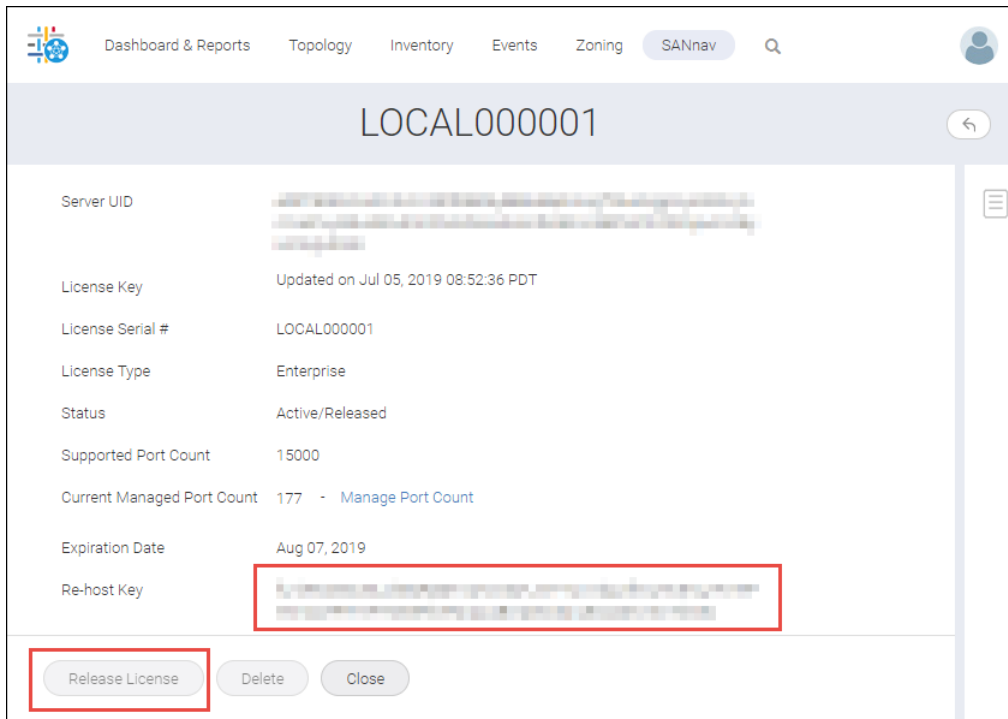 Dashboard & Reports Topology Inventory Events Zoning SANnav
LOCAL000001
Server UID
License Key Updated on Jul 05, 2019 08:52:36 PDT
License Serial # LOCAL000001
License Type Enterprise
Status Active/Released
Supported Port Count 15000
Current Managed Port Count 177 - Manage Port Count
Expiration Date Aug 07, 2019
Re-host Key
Release License Delete Close